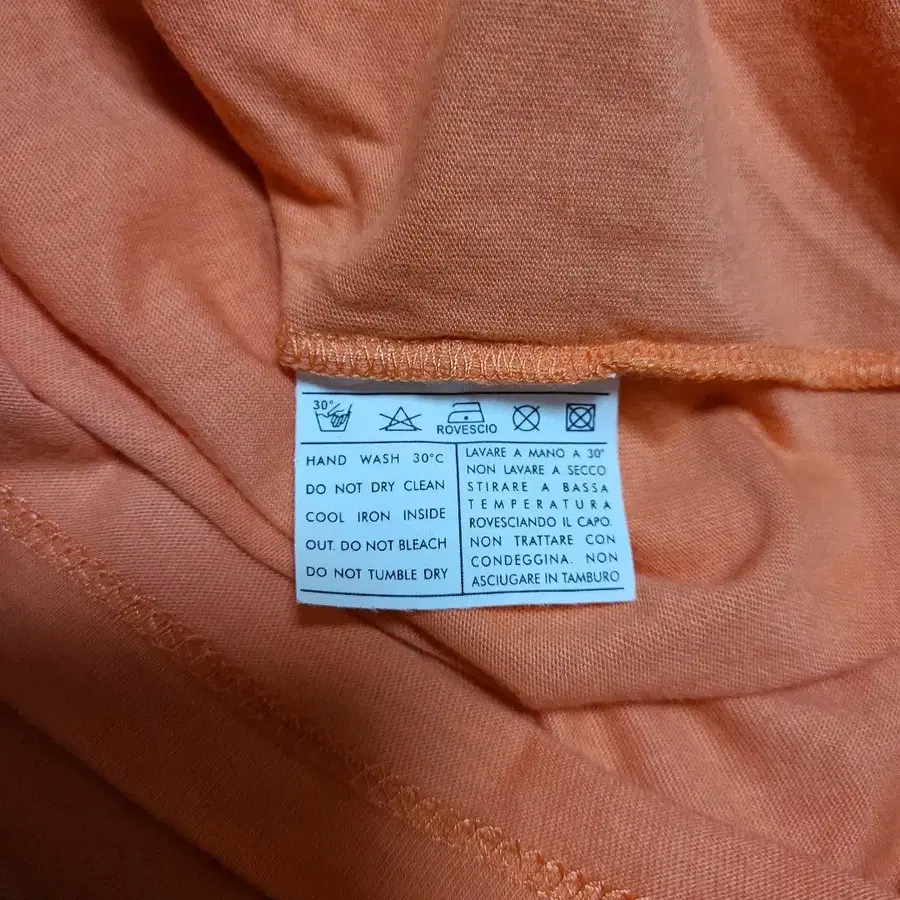 30°
ROVESCIO
HAND WASH 30°C
DO NOT DRY CLEAN
COOL IRON INSIDE
OUT. DO NOT BLEACH
DO NOT TUMBLE DRY
LAVARE A MANO A 30°
NON LAVARE A SECCO
STIRARE A BASSA
TEMPERATURA
ROVESCIANDO IL CAPO.
NON TRATTARE CON
CONDEGGINA. NON
ASCIUGARE IN TAMBURO